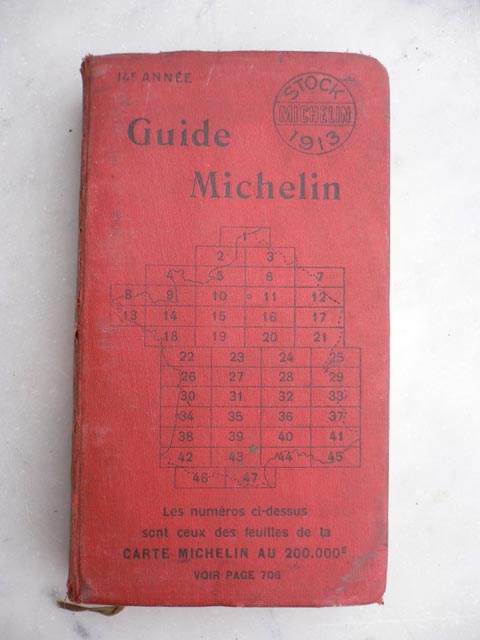 14E ANNÉE
STOCK
MICHELIN
1913
Guide
Michelin
1
2 3
4 5 6 7
8 9 10 11 12
13 14 15 16 17
18 19 20 21
22 23 24 25
26 27 28 29
30 31 32 33
34 35 36 37
38 39 40 41
42 43 44 45
46 47
Les numéros ci-dessus
sont ceux des feuilles de la
CARTE MICHELIN AU 200.000E
VOIR PAGE 706